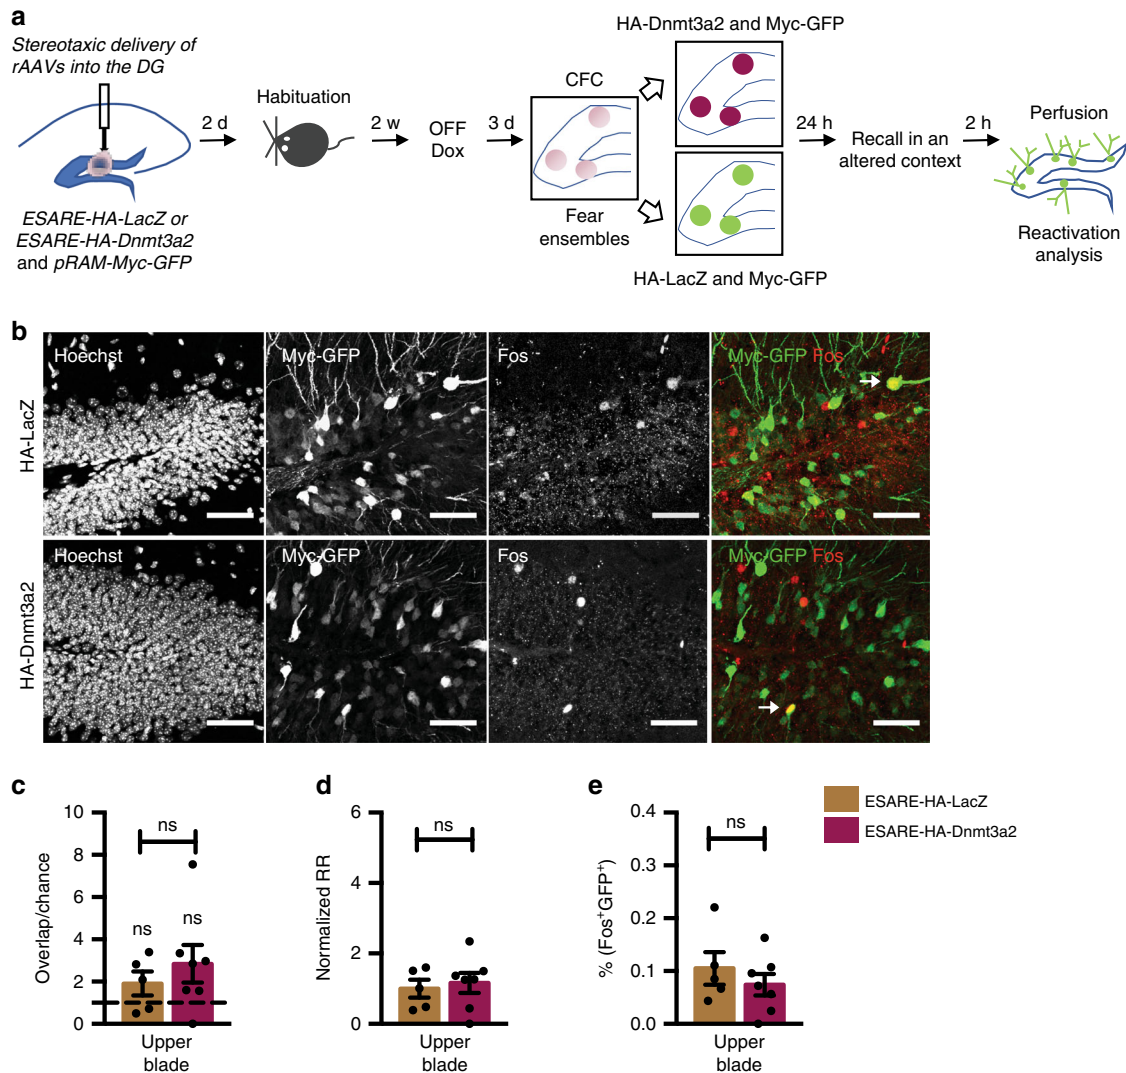 a
Stereotaxic delivery of
rAAVs into the DG
ESARE-HA-LacZ or
ESARE-HA-Dnmt3a2
and pRAM-Myc-GFP
2 d
Habituation
2 w
OFF
Dox
3 d
CFC
Fear
ensembles
HA-Dnmt3a2 and Myc-GFP
HA-LacZ and Myc-GFP
24 h
Recall in an
altered context
2 h
Perfusion
Reactivation
analysis
b
HA-LacZ
Hoechst
Myc-GFP
Fos
Myc-GFP Fos
HA-Dnmt3a2
Hoechst
Myc-GFP
Fos
Myc-GFP Fos
c
Overlap/chance
10
8
6
4
2
0
ns
ns
ns
Upper
blade
d
Normalized RR
6
4
2
0
ns
Upper
blade
e
% (Fos⁺GFP⁺)
0.4
0.3
0.2
0.1
0.0
ns
Upper
blade
ESARE-HA-LacZ
ESARE-HA-Dnmt3a2